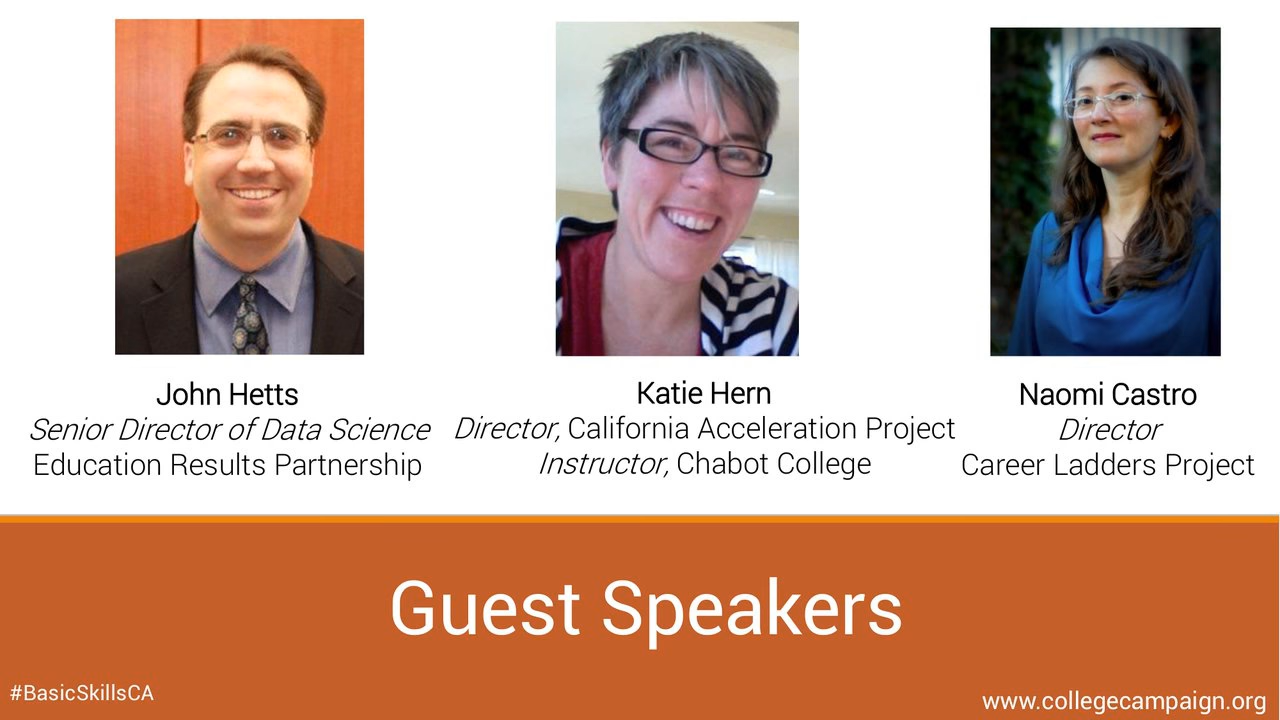 John Hetts
Senior Director of Data Science
Education Results Partnership
Katie Hern
Director, California Acceleration Project
Instructor, Chabot College
Naomi Castro
Director
Career Ladders Project
Guest Speakers
#BasicSkillsCA
www.collegecampaign.org